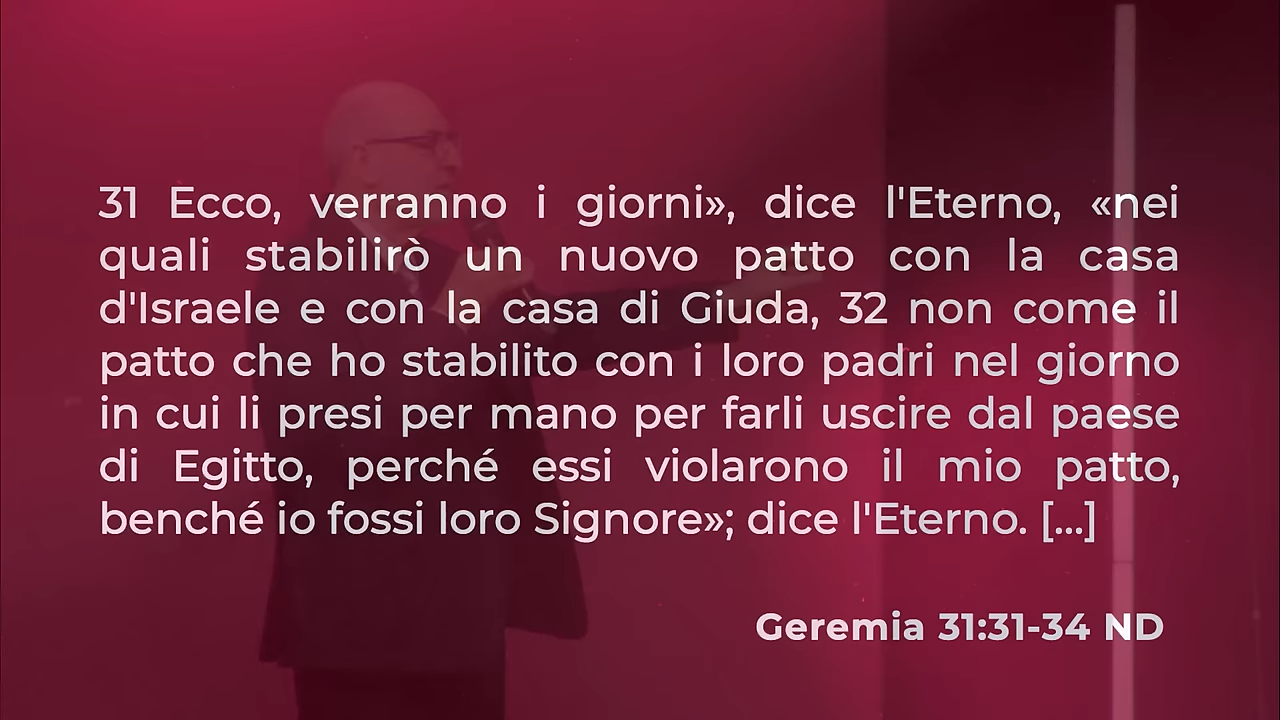 31 Ecco, verranno i giorni», dice l'Eterno, «nei
quali stabilirò un nuovo patto con la casa
d'Israele e con la casa di Giuda, 32 non come il
patto che ho stabilito con i loro padri nel giorno
in cui li presi per mano per farli uscire dal paese
di Egitto, perché essi violarono il mio patto,
benché io fossi loro Signore»; dice l'Eterno. [...]
Geremia 31:31-34 ND